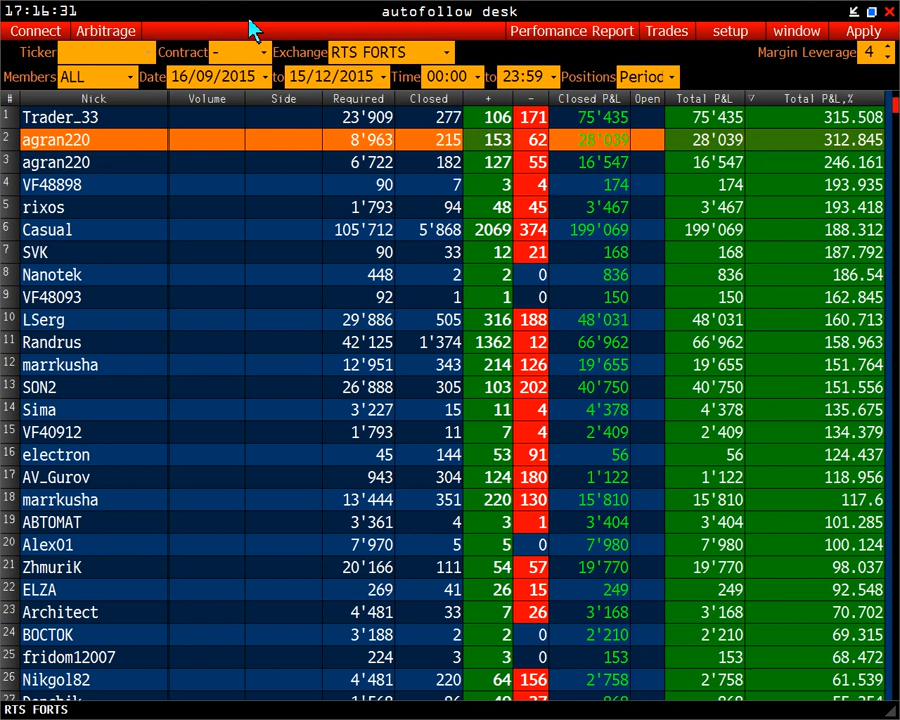 17:16:31 autofollow desk
Connect Arbitrage Perfomance Report Trades setup window Apply
Ticker Contract - Exchange RTS FORTS Margin Leverage 4
Members ALL Date 16/09/2015 to 15/12/2015 Time 00:00 to 23:59 Positions Period
# Nick Volume Side Required Closed + - Closed P&L Open Total P&L Total P&L,%
1 Trader_33 23'909 277 106 171 75'435 75'435 315.508
2 agran220 8'963 215 153 62 28'039 28'039 312.845
3 agran220 6'722 182 127 55 16'547 16'547 246.161
4 VF48898 90 7 3 4 174 174 193.935
5 rixos 1'793 94 48 45 3'467 3'467 193.418
6 Casual 105'712 5'868 2069 374 199'069 199'069 188.312
7 SVK 90 33 12 21 168 168 187.792
8 Nanotek 448 2 2 0 836 836 186.54
9 VF48093 92 1 1 0 150 150 162.845
10 LSerg 29'886 505 316 188 48'031 48'031 160.713
11 Randrus 42'125 1'374 1362 12 66'962 66'962 158.963
12 marrkusha 12'951 343 214 126 19'655 19'655 151.764
13 SON2 26'888 305 103 202 40'750 40'750 151.556
14 Sima 3'227 15 11 4 4'378 4'378 135.675
15 VF40912 1'793 11 7 4 2'409 2'409 134.379
16 electron 45 144 53 91 56 56 124.437
17 AV_Gurov 943 304 124 180 1'122 1'122 118.956
18 marrkusha 13'444 351 220 130 15'810 15'810 117.6
19 ABTOMAT 3'361 4 3 1 3'404 3'404 101.285
20 Alex01 7'970 5 5 0 7'980 7'980 100.124
21 ZhmuriK 20'166 111 54 57 19'770 19'770 98.037
22 ELZA 269 41 26 15 249 249 92.548
23 Architect 4'481 33 7 26 3'168 3'168 70.702
24 BOCTOK 3'188 2 2 0 2'210 2'210 69.315
25 fridom12007 224 3 3 0 153 153 68.472
26 Nikgol82 4'481 220 64 156 2'758 2'758 61.539
RTS FORTS